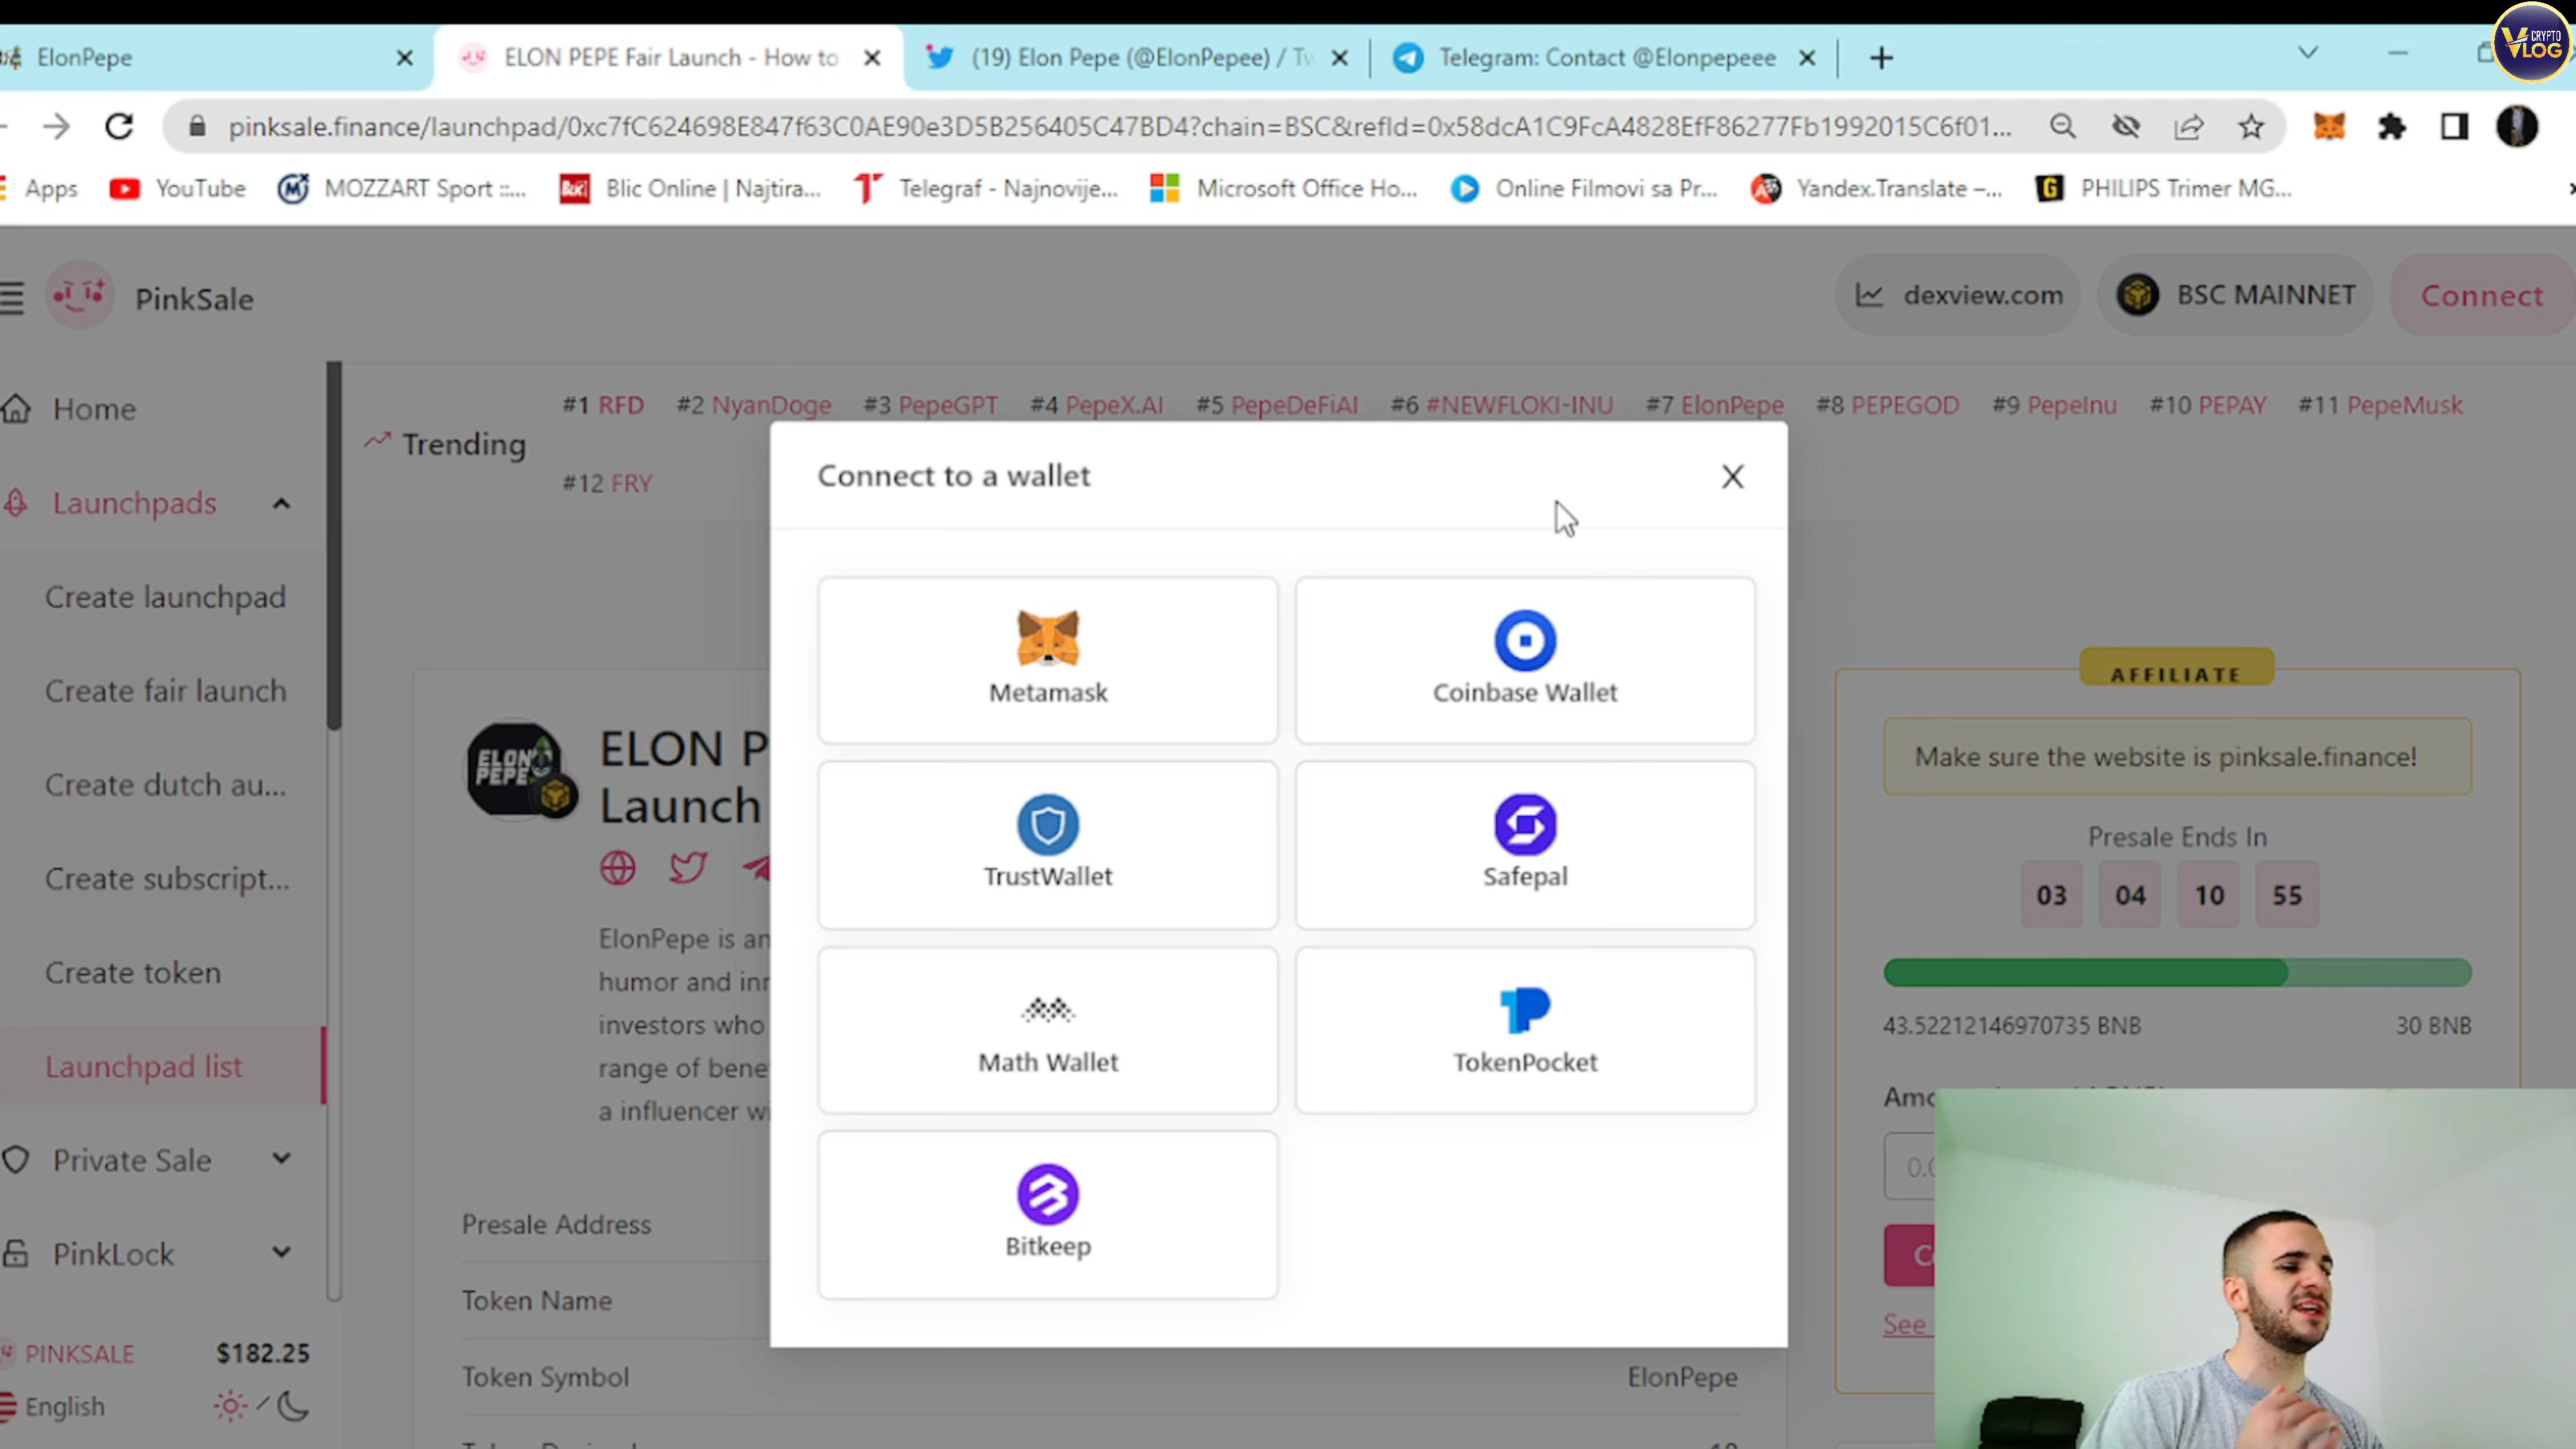 CRYPTO
VLOG
ElonPepe
ELON PEPE Fair Launch - How to
(19) Elon Pepe (@ElonPepee) / Tw
Telegram: Contact @Elonpepeee
pinksale.finance/launchpad/0xc7fC624698E847f63C0AE90e3D5B256405C47BD4?chain=BSC&refId=0x58dcA1C9FcA4828EfF86277Fb1992015C6f01...
Apps
YouTube
MOZZART Sport ::...
Blic Online | Najtira...
Telegraf - Najnovije...
Microsoft Office Ho...
Online Filmovi sa Pr...
Yandex.Translate –...
PHILIPS Trimer MG...
PinkSale
dexview.com
BSC MAINNET
Connect
Home
Launchpads
Create launchpad
Create fair launch
Create dutch au...
Create subscript...
Create token
Launchpad list
Private Sale
PinkLock
PINKSALE $182.25
English
Trending
#1 RFD #2 NyanDoge #3 PepeGPT #4 PepeX.AI #5 PepeDeFiAI #6 #NEWFLOKI-INU #7 ElonPepe #8 PEPEGOD #9 PepeInu #10 PEPAY #11 PepeMusk
#12 FRY
Connect to a wallet
Metamask
Coinbase Wallet
TrustWallet
Safepal
Math Wallet
TokenPocket
Bitkeep
ELON PEPE
ELON P
Launch
ElonPepe is an
humor and inn
investors who
range of bene
a influencer wi
Presale Address
Token Name
Token Symbol
ElonPepe
AFFILIATE
Make sure the website is pinksale.finance!
Presale Ends In
03 04 10 55
43.52212146970735 BNB
30 BNB
See